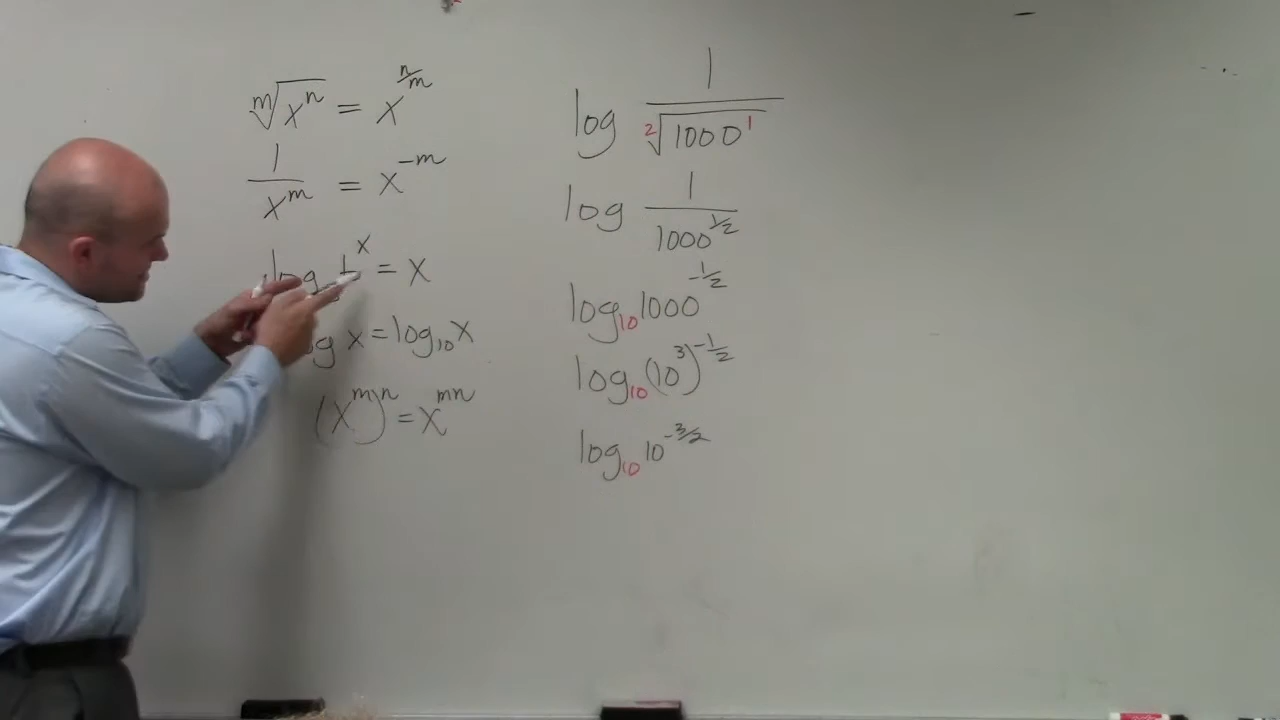 ᵐ√xⁿ = x^(n/m)
1/x^m = x^(-m)
log_b b^x = x
log x = log₁₀ x
(x^m)^n = x^(mn)
log 1/²√1000¹
log 1/1000^(1/2)
log₁₀ 1000^(-1/2)
log₁₀ (10³)^(-1/2)
log₁₀ 10^(-3/2)